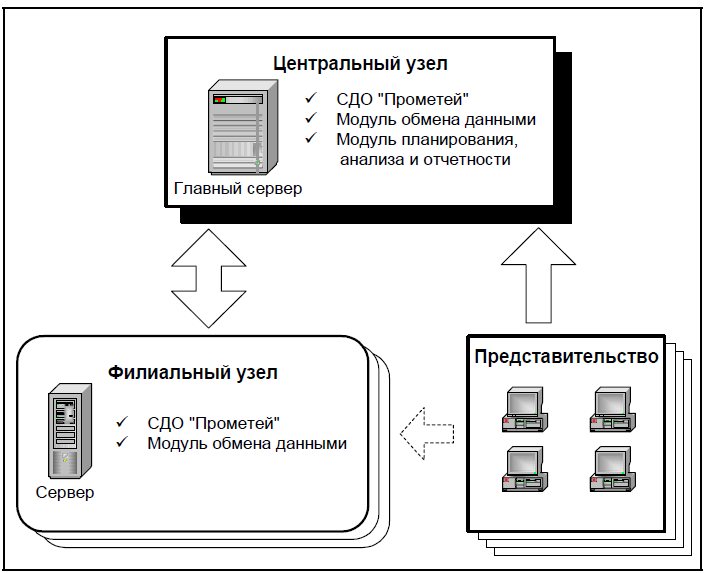 Центральный узел
✓ СДО "Прометей"
✓ Модуль обмена данными
✓ Модуль планирования,
анализа и отчетности
Главный сервер
Филиальный узел
✓ СДО "Прометей"
✓ Модуль обмена данными
Сервер
Представительство